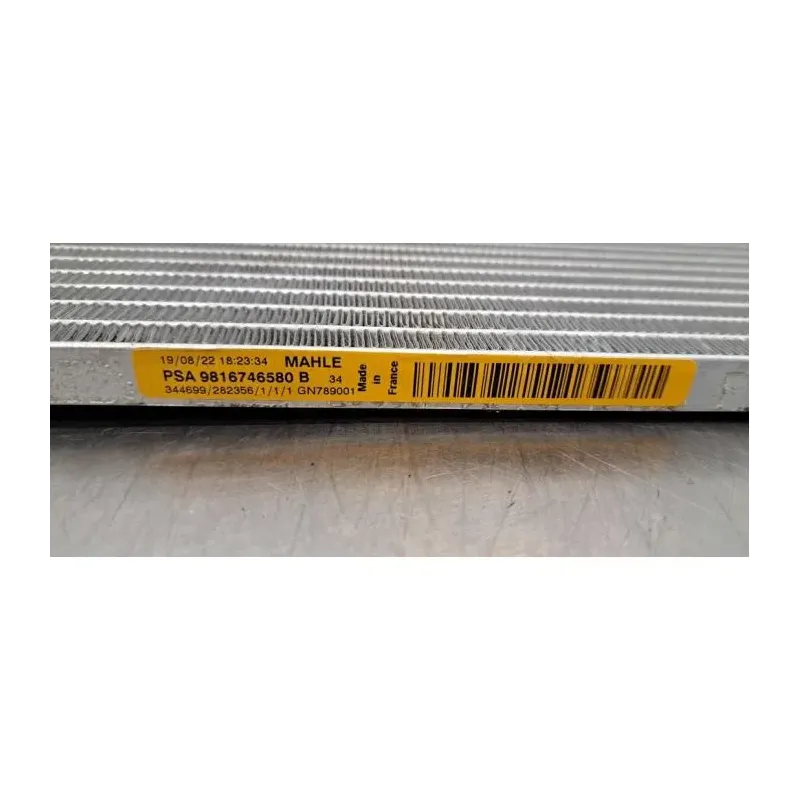 19/08/22 18:23:34 MAHLE
PSA 9816746580 B 34
344699/282356/1/1/1 GN789001
Made
in
France